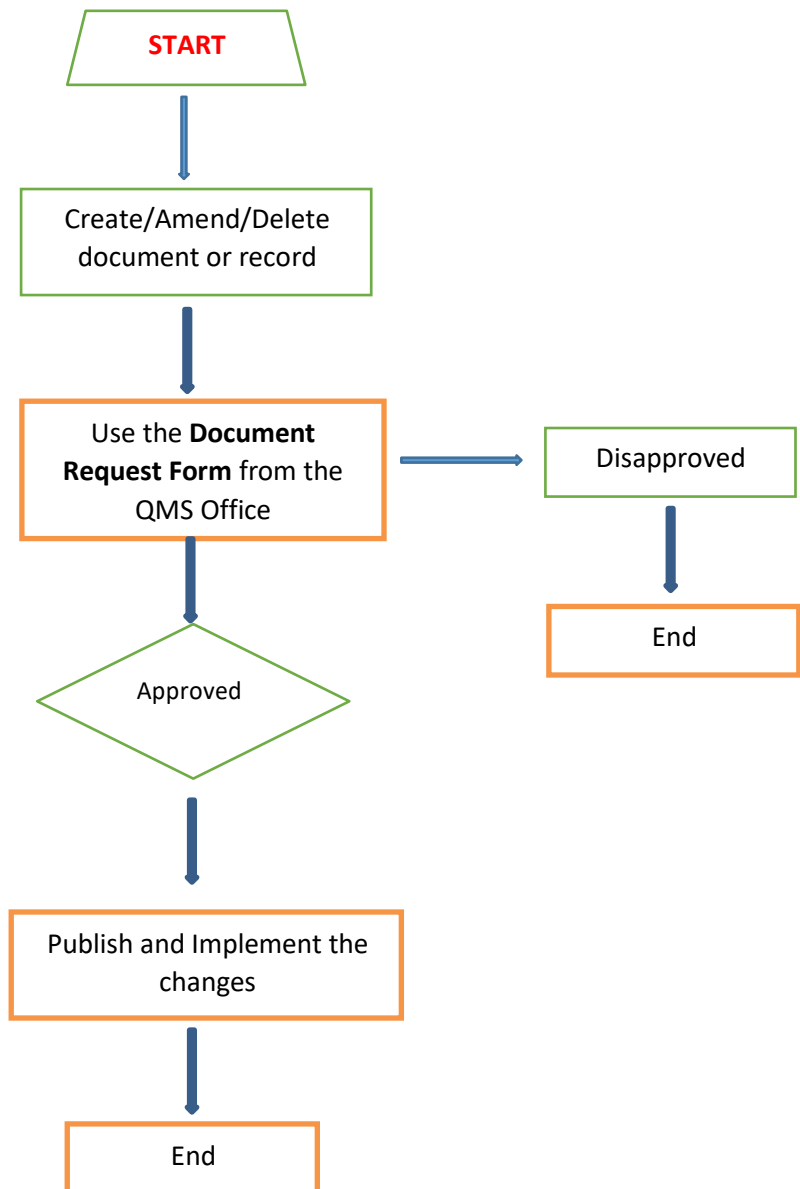 START
Create/Amend/Delete
document or record
Use the Document
Request Form from the
QMS Office
Disapproved
End
Approved
Publish and Implement the
changes
End